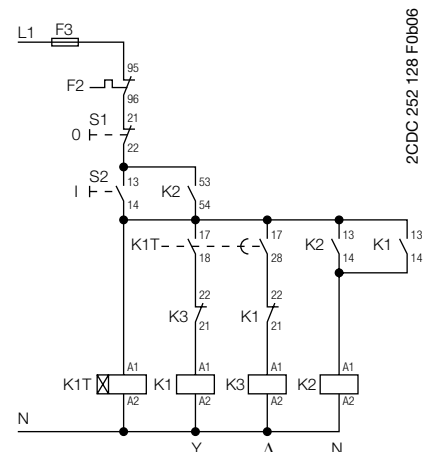 L1 F3
95
F2
96
S1 21
0
22
S2 13 53
I K2
14 54
17 17 13 13
K1T K2 K1
18 28 14 14
22 22
K3 K1
21 21
A1 A1 A1 A1
K1T K1 K3 K2
A2 A2 A2 A2
N
Y Δ N
2CDC 252 128 F0b06